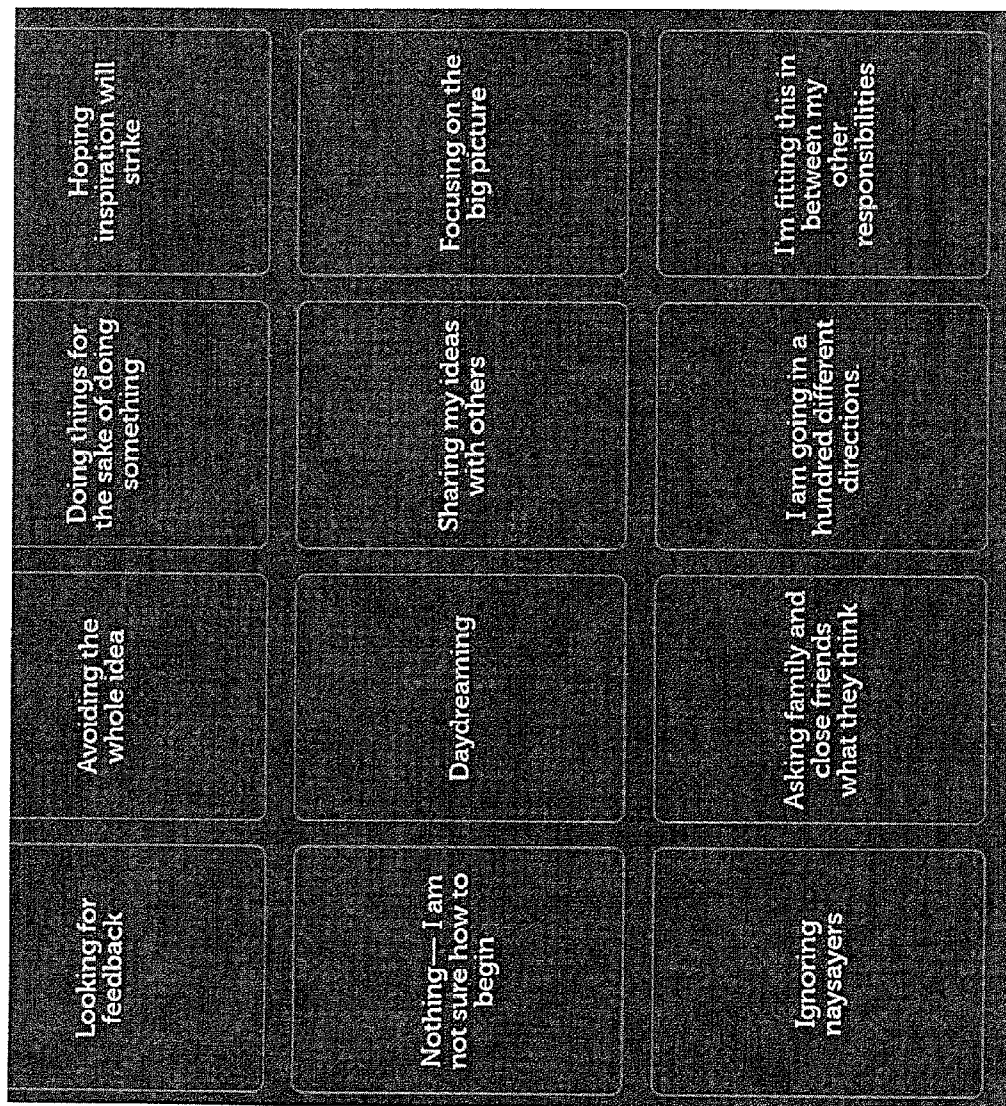 Looking for
feedback
Avoiding the
whole idea
Doing things for
the sake of doing
something
Hoping
inspiration will
strike
Nothing— I am
not sure how to
begin
Daydreaming
Sharing my ideas
with others
Focusing on the
big picture
Ignoring
naysayers
Asking family and
close friends
what they think
I am going in a
hundred different
directions.
I'm fitting this in
between my
other
responsibilities